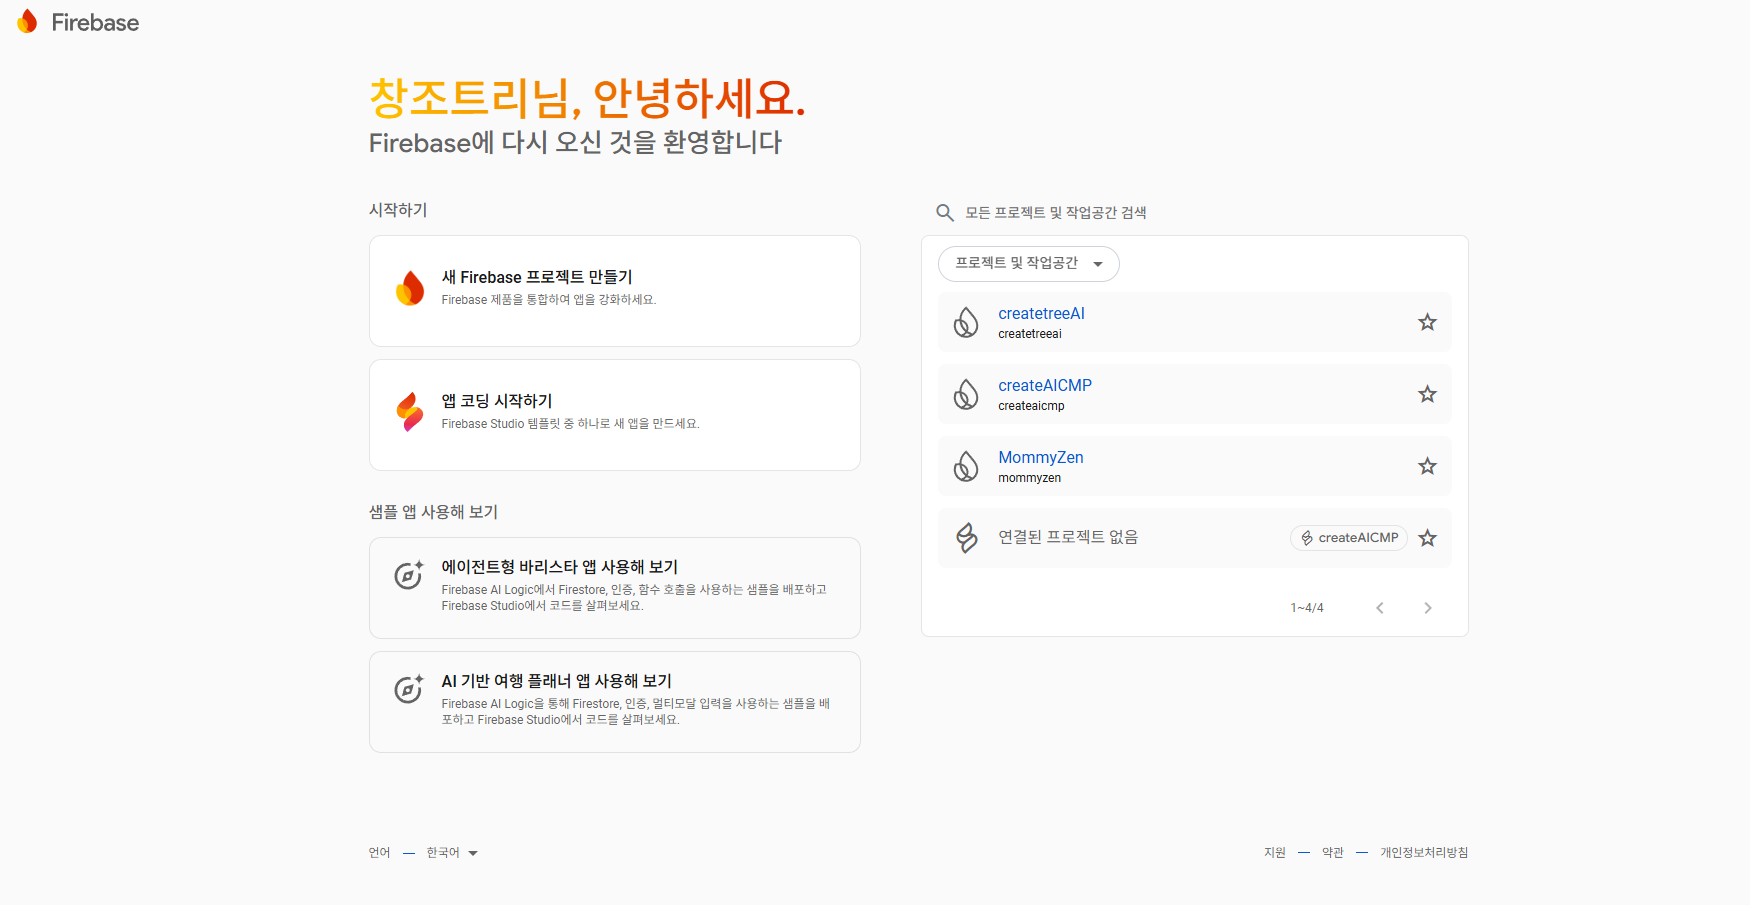 Firebase
창조트리님, 안녕하세요.
Firebase에 다시 오신 것을 환영합니다
시작하기
새 Firebase 프로젝트 만들기
Firebase 제품을 통합하여 앱을 강화하세요.
앱 코딩 시작하기
Firebase Studio 템플릿 중 하나로 새 앱을 만드세요.
샘플 앱 사용해 보기
에이전트형 바리스타 앱 사용해 보기
Firebase AI Logic에서 Firestore, 인증, 함수 호출을 사용하는 샘플을 배포하고
Firebase Studio에서 코드를 살펴보세요.
AI 기반 여행 플래너 앱 사용해 보기
Firebase AI Logic을 통해 Firestore, 인증, 멀티모달 입력을 사용하는 샘플을 배
포하고 Firebase Studio에서 코드를 살펴보세요.
모든 프로젝트 및 작업공간 검색
프로젝트 및 작업공간
createtreeAI
createtreeai
createAICMP
createaicmp
MommyZen
mommyzen
연결된 프로젝트 없음 createAICMP
1~4/4
언어 — 한국어
지원 — 약관 — 개인정보처리방침